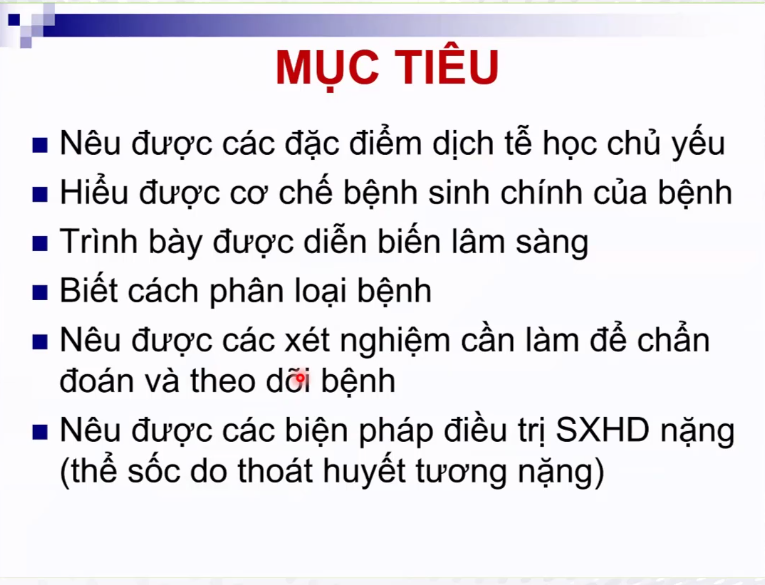 MỤC TIÊU
Nêu được các đặc điểm dịch tễ học chủ yếu
Hiểu được cơ chế bệnh sinh chính của bệnh
Trình bày được diễn biến lâm sàng
Biết cách phân loại bệnh
Nêu được các xét nghiệm cần làm để chẩn
đoán và theo dõi bệnh
Nêu được các biện pháp điều trị SXHD nặng
(thể sốc do thoát huyết tương nặng)